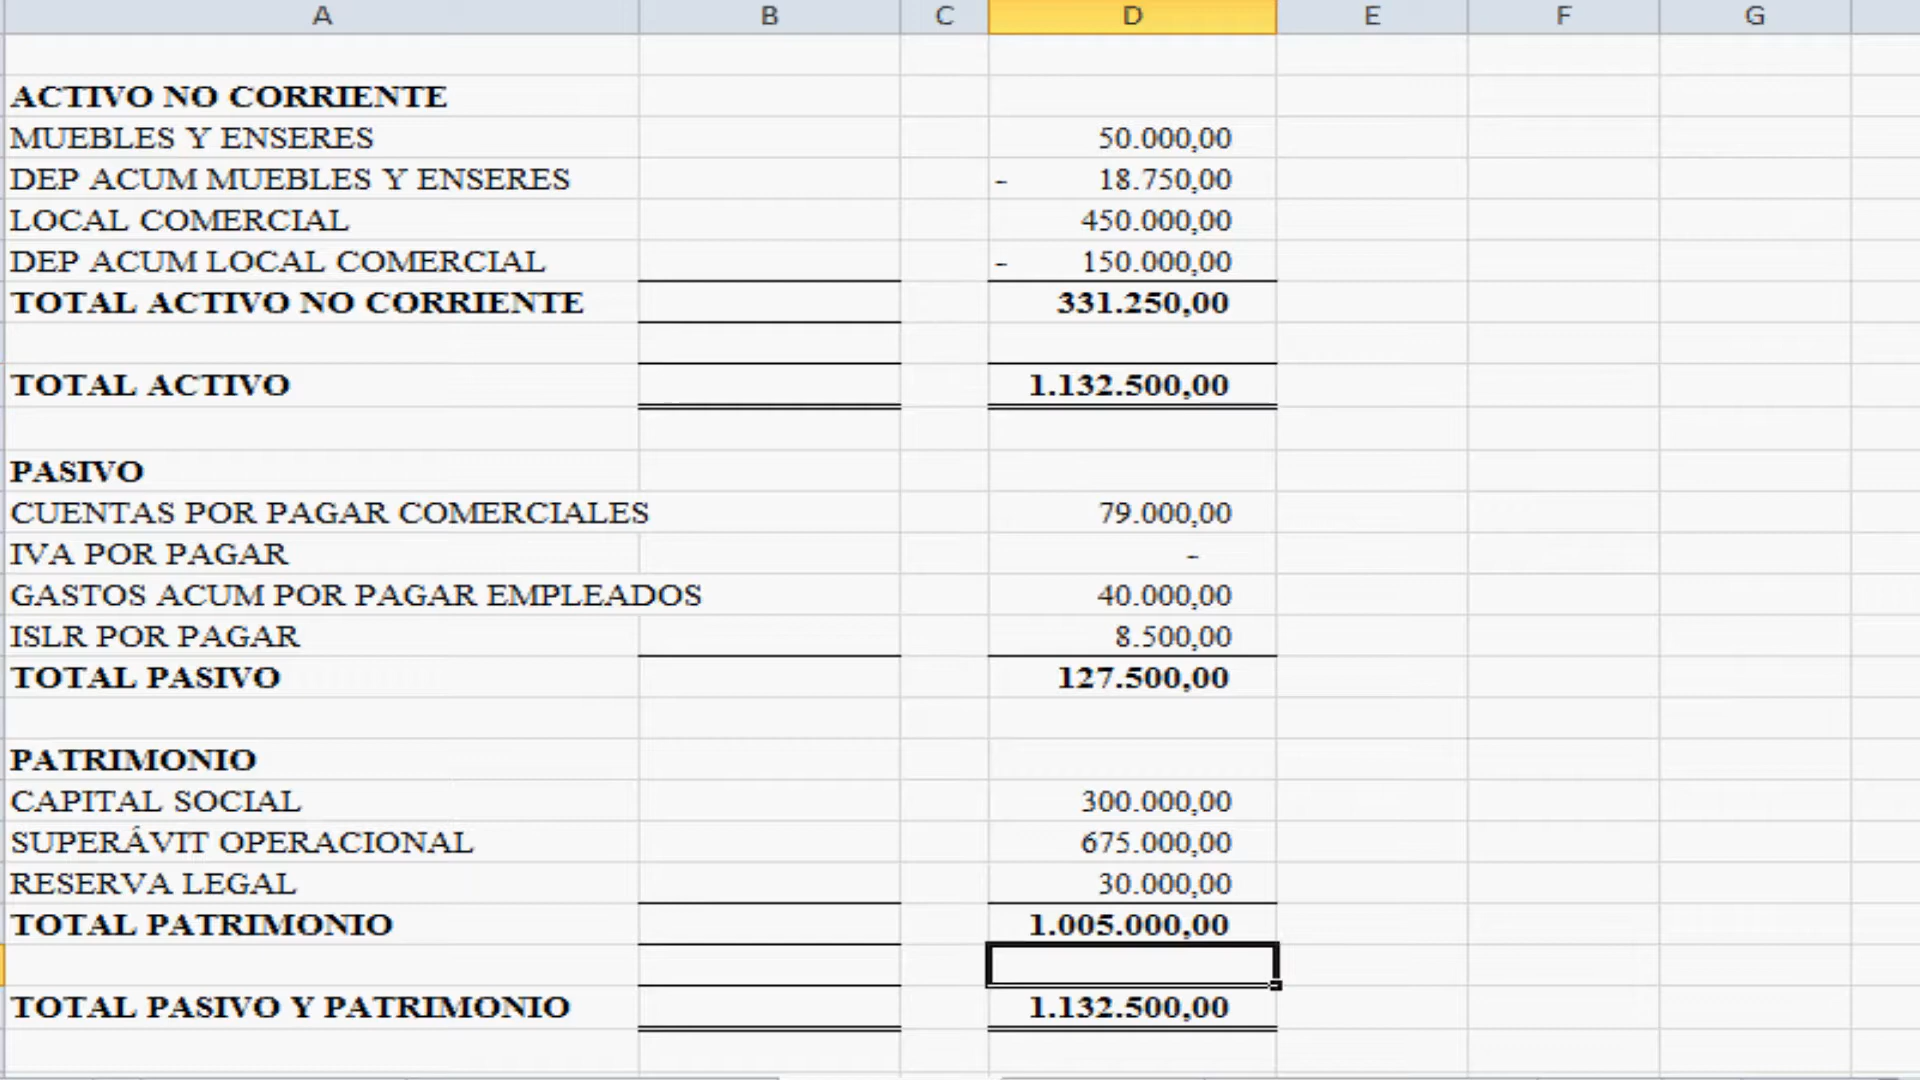 A B C D E F G
ACTIVO NO CORRIENTE
MUEBLES Y ENSERES 50.000,00
DEP ACUM MUEBLES Y ENSERES - 18.750,00
LOCAL COMERCIAL 450.000,00
DEP ACUM LOCAL COMERCIAL - 150.000,00
TOTAL ACTIVO NO CORRIENTE 331.250,00
TOTAL ACTIVO 1.132.500,00
PASIVO
CUENTAS POR PAGAR COMERCIALES 79.000,00
IVA POR PAGAR -
GASTOS ACUM POR PAGAR EMPLEADOS 40.000,00
ISLR POR PAGAR 8.500,00
TOTAL PASIVO 127.500,00
PATRIMONIO
CAPITAL SOCIAL 300.000,00
SUPERÁVIT OPERACIONAL 675.000,00
RESERVA LEGAL 30.000,00
TOTAL PATRIMONIO 1.005.000,00
TOTAL PASIVO Y PATRIMONIO 1.132.500,00